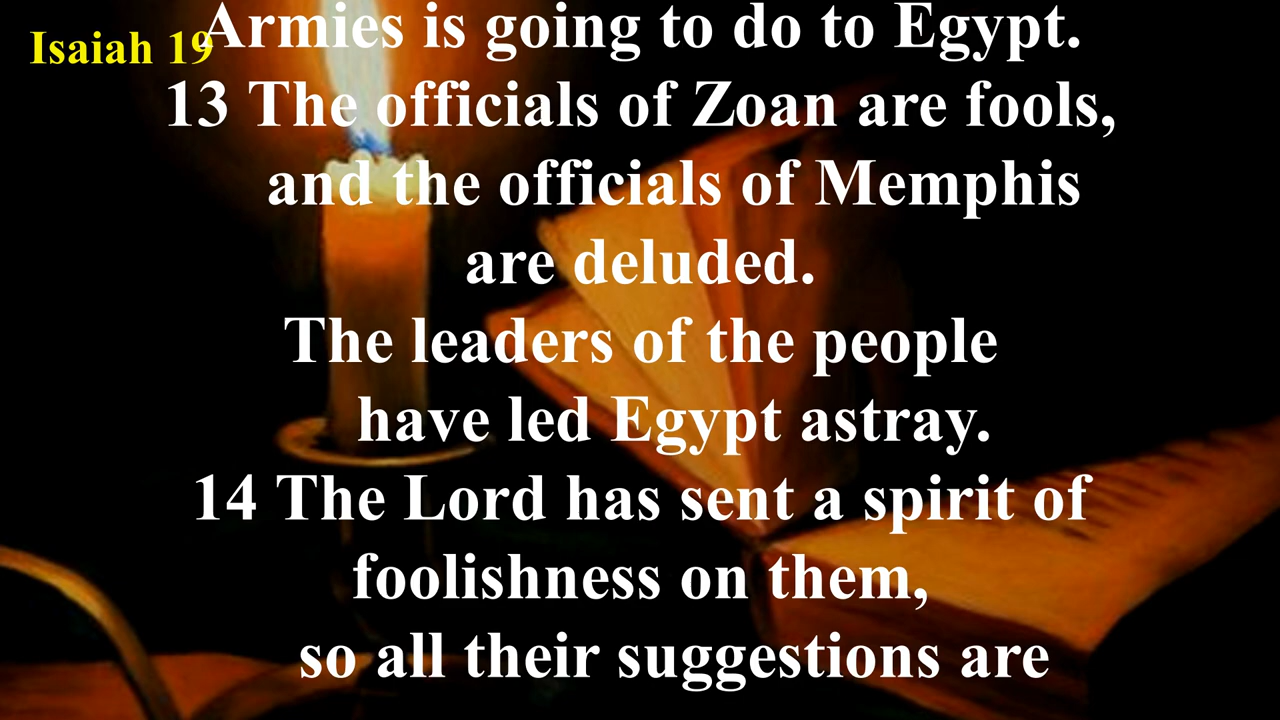 Isaiah 19
Armies is going to do to Egypt.
13 The officials of Zoan are fools,
and the officials of Memphis
are deluded.
The leaders of the people
have led Egypt astray.
14 The Lord has sent a spirit of
foolishness on them,
so all their suggestions are